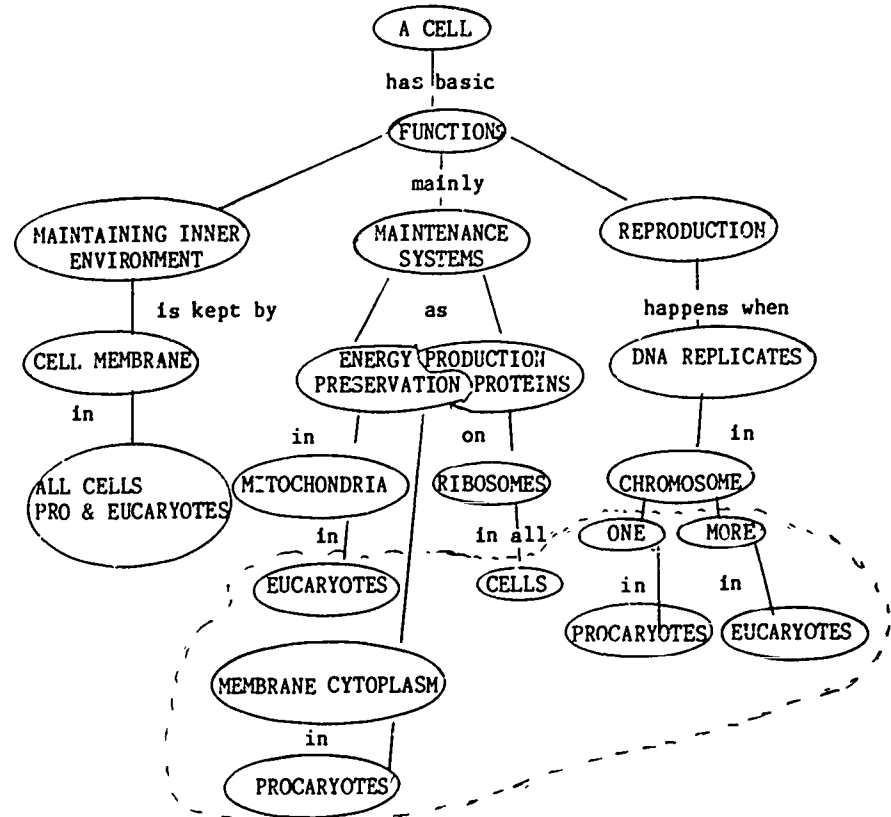 A CELL
has basic
FUNCTIONS
mainly
MAINTAINING INNER
ENVIRONMENT
MAINTENANCE
SYSTEMS
REPRODUCTION
is kept by
as
happens when
CELL MEMBRANE
ENERGY
PRESERVATION
PRODUCTION
PROTEINS
DNA REPLICATES
in
in
on
in
ALL CELLS
PRO & EUCARYOTES
MITOCHONDRIA
RIBOSOMES
CHROMOSOME
in
in all
ONE
MORE
EUCARYOTES
CELLS
in
in
PROCARYOTES
EUCARYOTES
MEMBRANE CYTOPLASM
in
PROCARYOTES